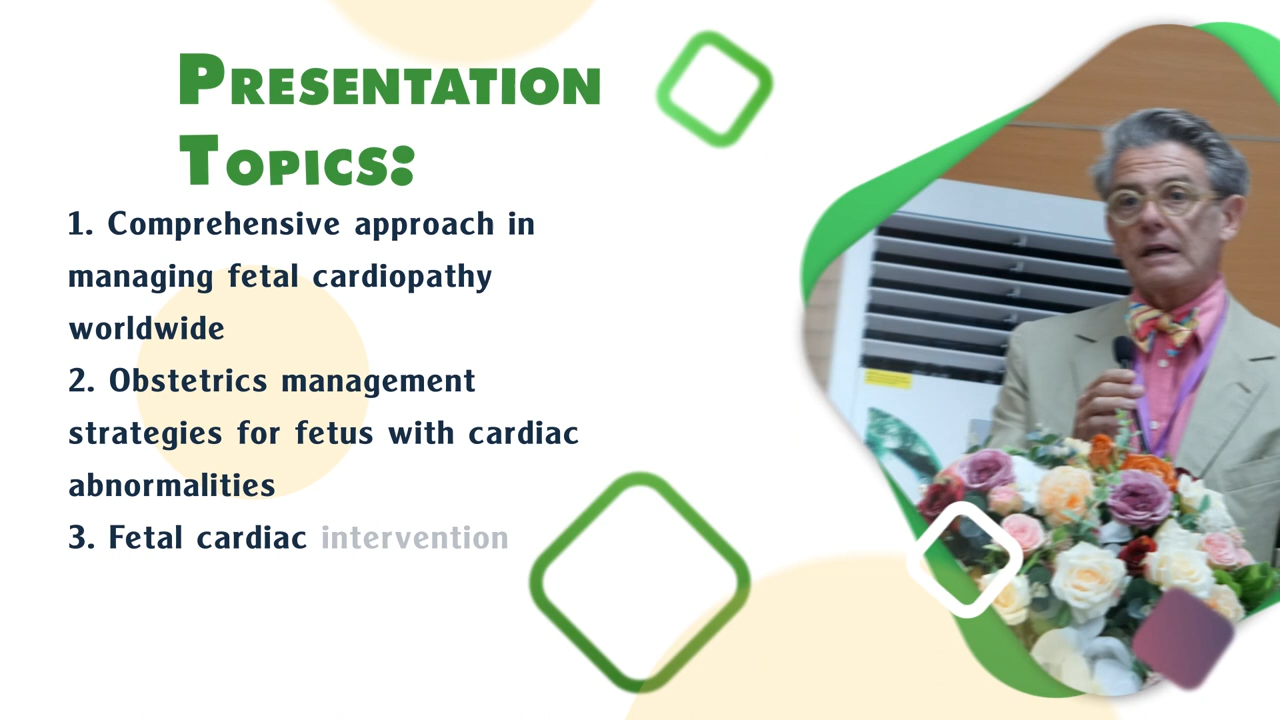 PRESENTATION
TOPICS:
1. Comprehensive approach in
managing fetal cardiopathy
worldwide
2. Obstetrics management
strategies for fetus with cardiac
abnormalities
3. Fetal cardiac intervention